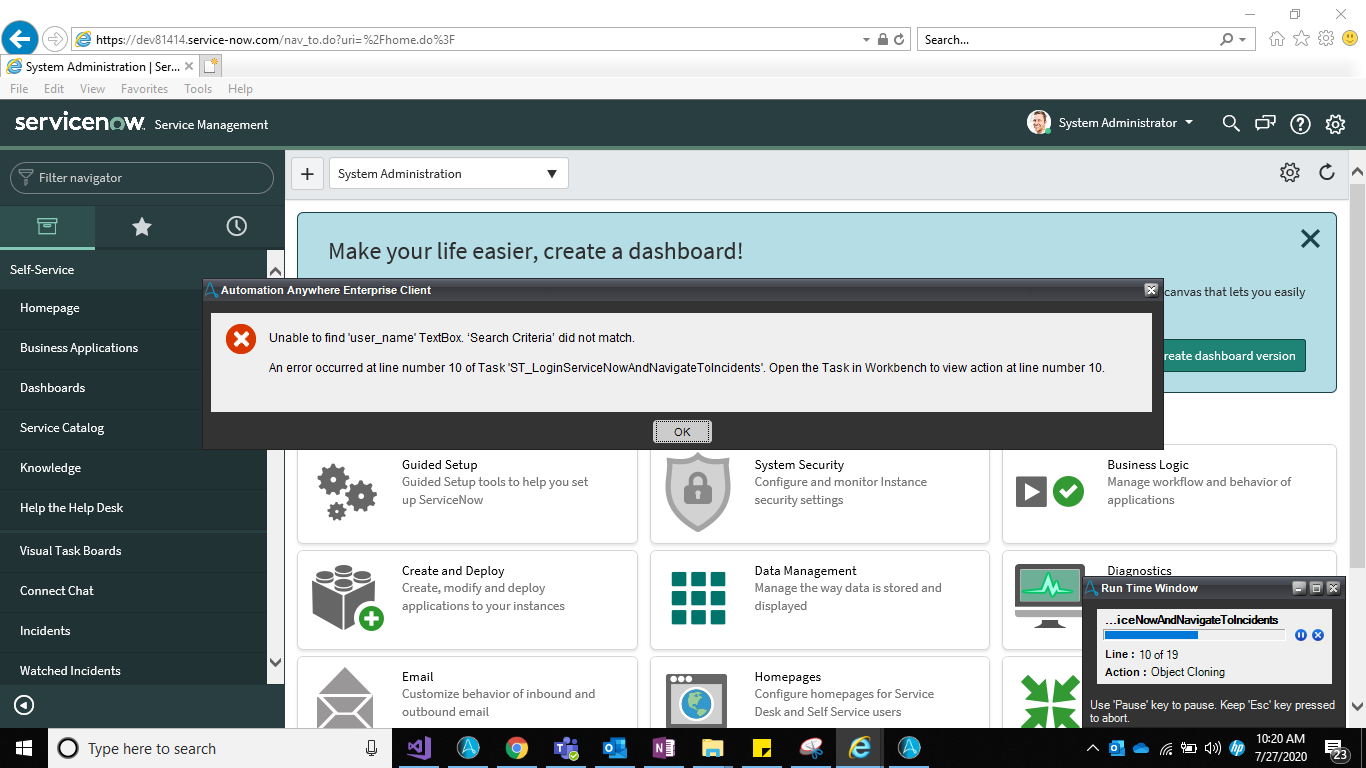 https://dev81414.service-now.com/nav_to.do?uri=%2Fhome.do%3F
Search...
System Administration | Ser...
File Edit View Favorites Tools Help
servicenow. Service Management
System Administrator
Filter navigator
System Administration
Make your life easier, create a dashboard!
canvas that lets you easily
reate dashboard version
Self-Service
Homepage
Business Applications
Dashboards
Service Catalog
Knowledge
Help the Help Desk
Visual Task Boards
Connect Chat
Incidents
Watched Incidents
Automation Anywhere Enterprise Client
Unable to find 'user_name' TextBox. ‘Search Criteria’ did not match.
An error occurred at line number 10 of Task 'ST_LoginServiceNowAndNavigateToIncidents'. Open the Task in Workbench to view action at line number 10.
OK
Guided Setup
Guided Setup tools to help you set
up ServiceNow
System Security
Configure and monitor Instance
security settings
Business Logic
Manage workflow and behavior of
applications
Create and Deploy
Create, modify and deploy
applications to your instances
Data Management
Manage the way data is stored and
displayed
Diagnostics
Email
Customize behavior of inbound and
outbound email
Homepages
Configure homepages for Service
Desk and Self Service users
Run Time Window
...iceNowAndNavigateToIncidents
Line : 10 of 19
Action : Object Cloning
Use 'Pause' key to pause. Keep 'Esc' key pressed
to abort.
Type here to search
10:20 AM
7/27/2020
23